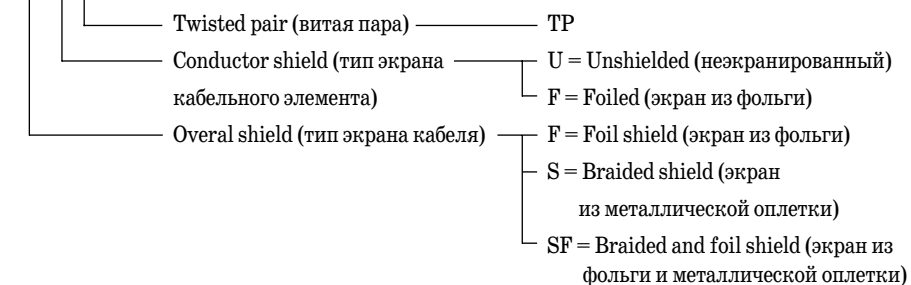 Twisted pair (витая пара) TP
Conductor shield (тип экрана U = Unshielded (неэкранированный)
кабельного элемента) F = Foiled (экран из фольги)
Overal shield (тип экрана кабеля) F = Foil shield (экран из фольги)
S = Braided shield (экран
из металлической оплетки)
SF = Braided and foil shield (экран из
фольги и металлической оплетки)